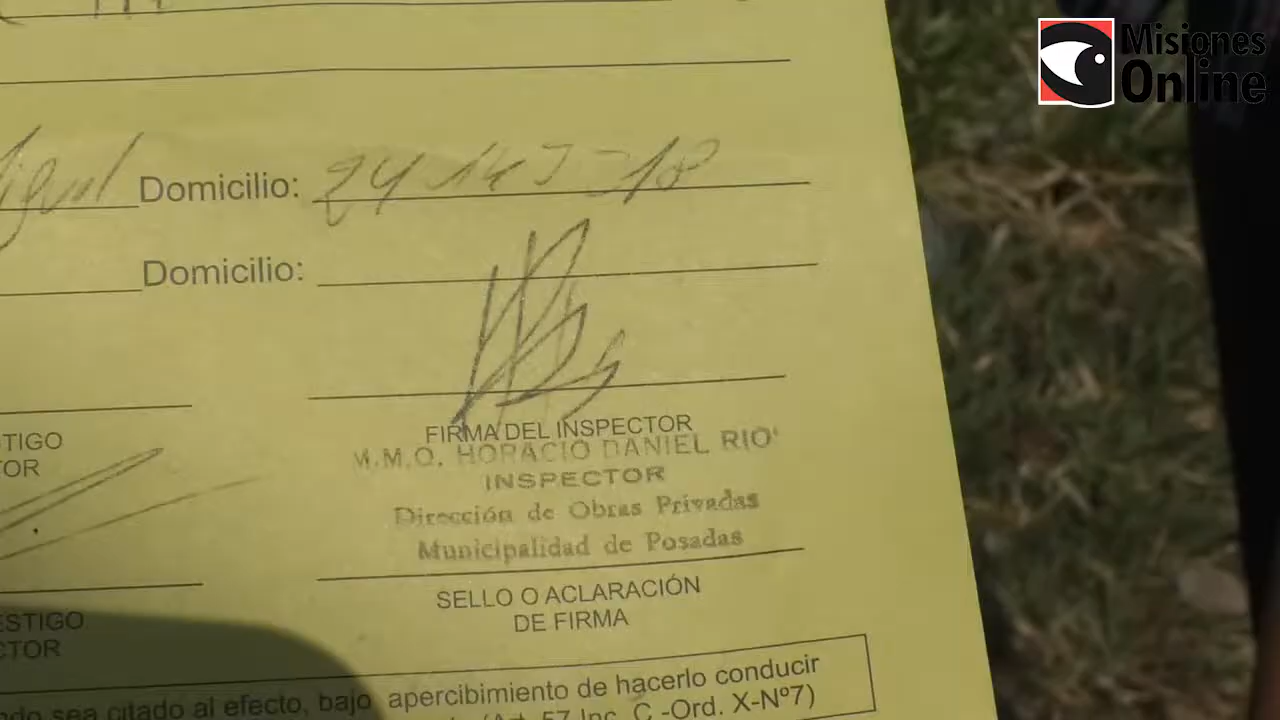 Misiones
Online
Domicilio:
Domicilio:
TIGO
TOR
FIRMA DEL INSPECTOR
M.M.O. HORACIO DANIEL RIO
INSPECTOR
Dirección de Obras Privadas
Municipalidad de Posadas
SELLO O ACLARACIÓN
DE FIRMA
ESTIGO
CTOR
ndo sea citado al efecto, bajo apercibimiento de hacerlo conducir
(Art. 57 Inc. C -Ord. X-Nº7)